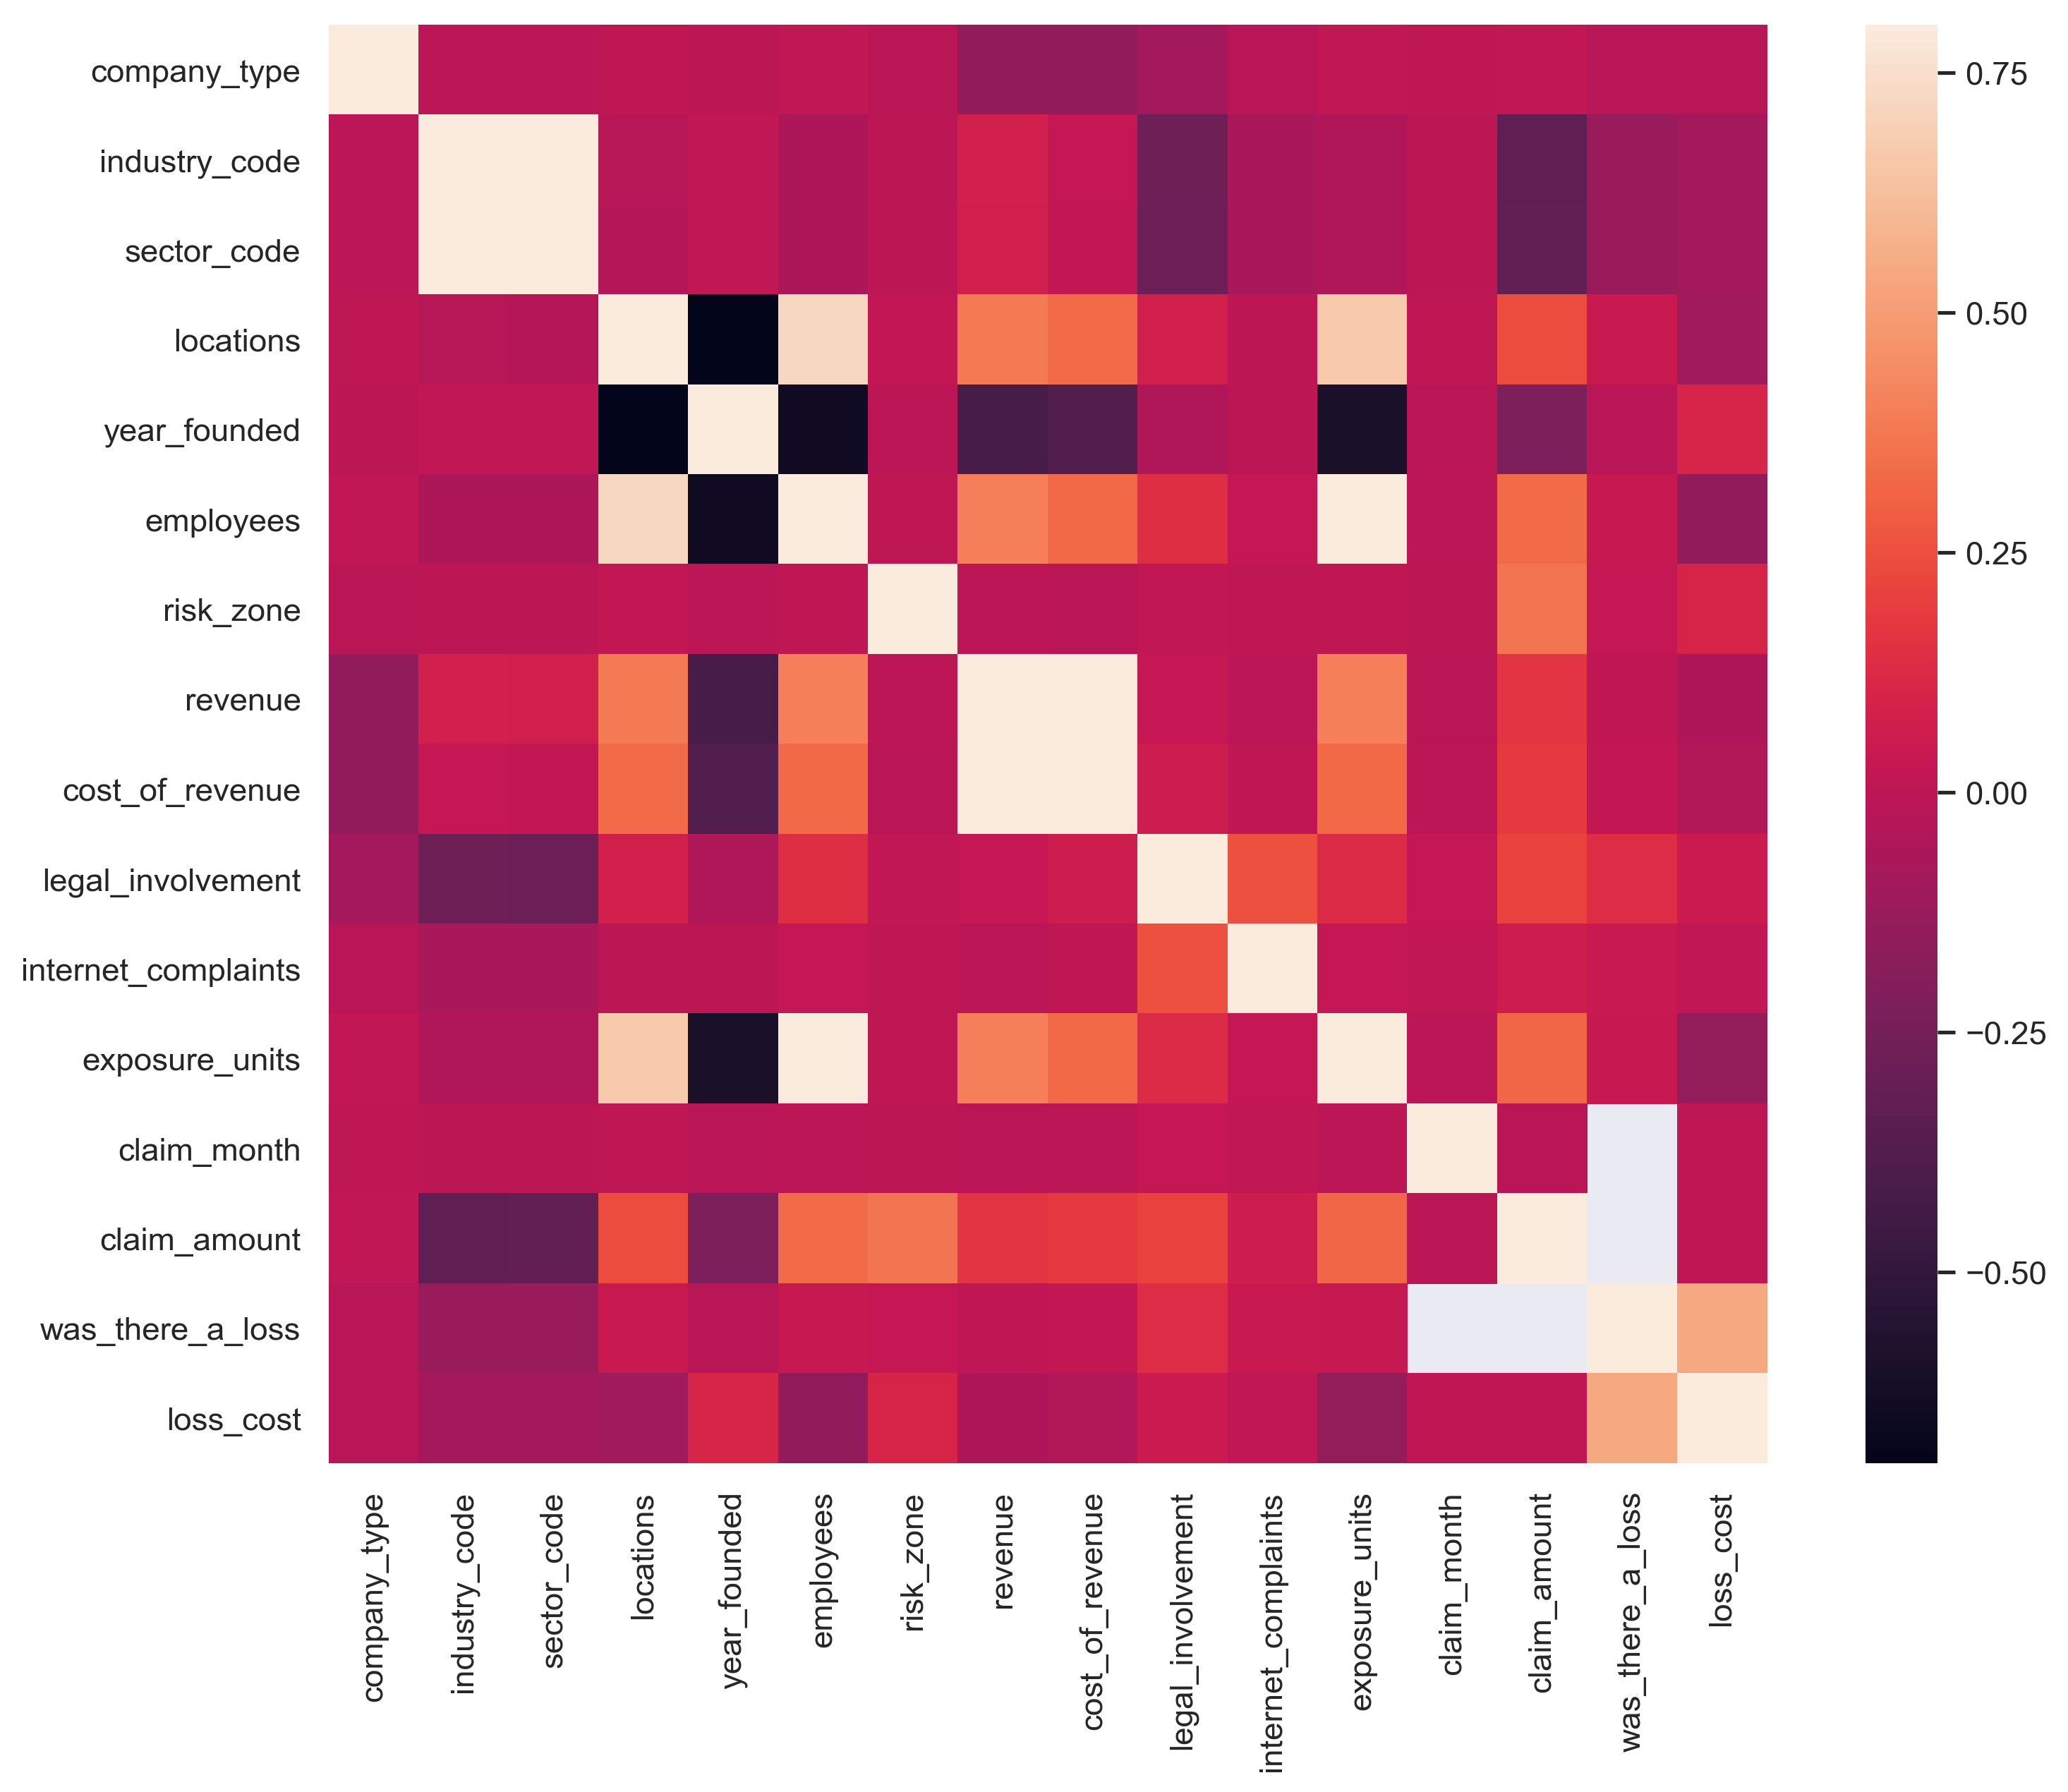 company_type
industry_code
sector_code
locations
year_founded
employees
risk_zone
revenue
cost_of_revenue
legal_involvement
internet_complaints
exposure_units
claim_month
claim_amount
was_there_a_loss
loss_cost
company_type
industry_code
sector_code
locations
year_founded
employees
risk_zone
revenue
cost_of_revenue
legal_involvement
internet_complaints
exposure_units
claim_month
claim_amount
was_there_a_loss
loss_cost
0.75
0.50
0.25
0.00
−0.25
−0.50